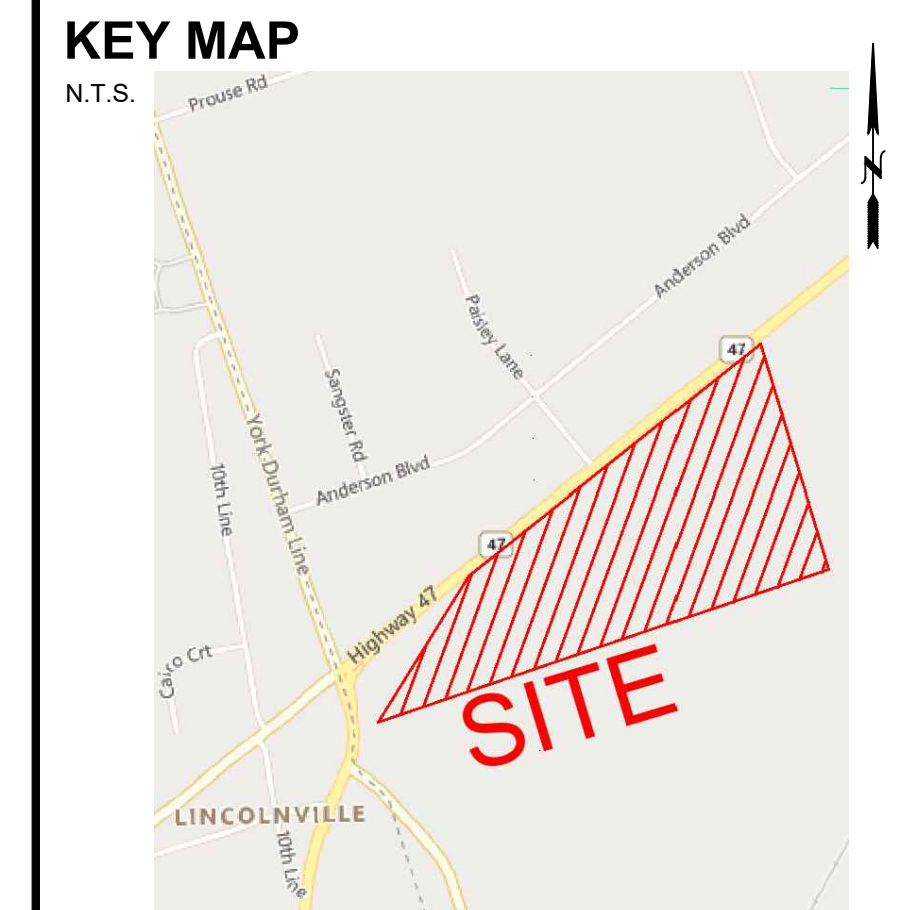 KEY MAP
N.T.S.
Prouse Rd
N
Anderson Blvd
Paisley Lane
47
Sangster Rd
York-Durham Line
10th Line
Anderson Blvd
47
Highway 47
Cairo Crt
SITE
LINCOLNVILLE
10th Line